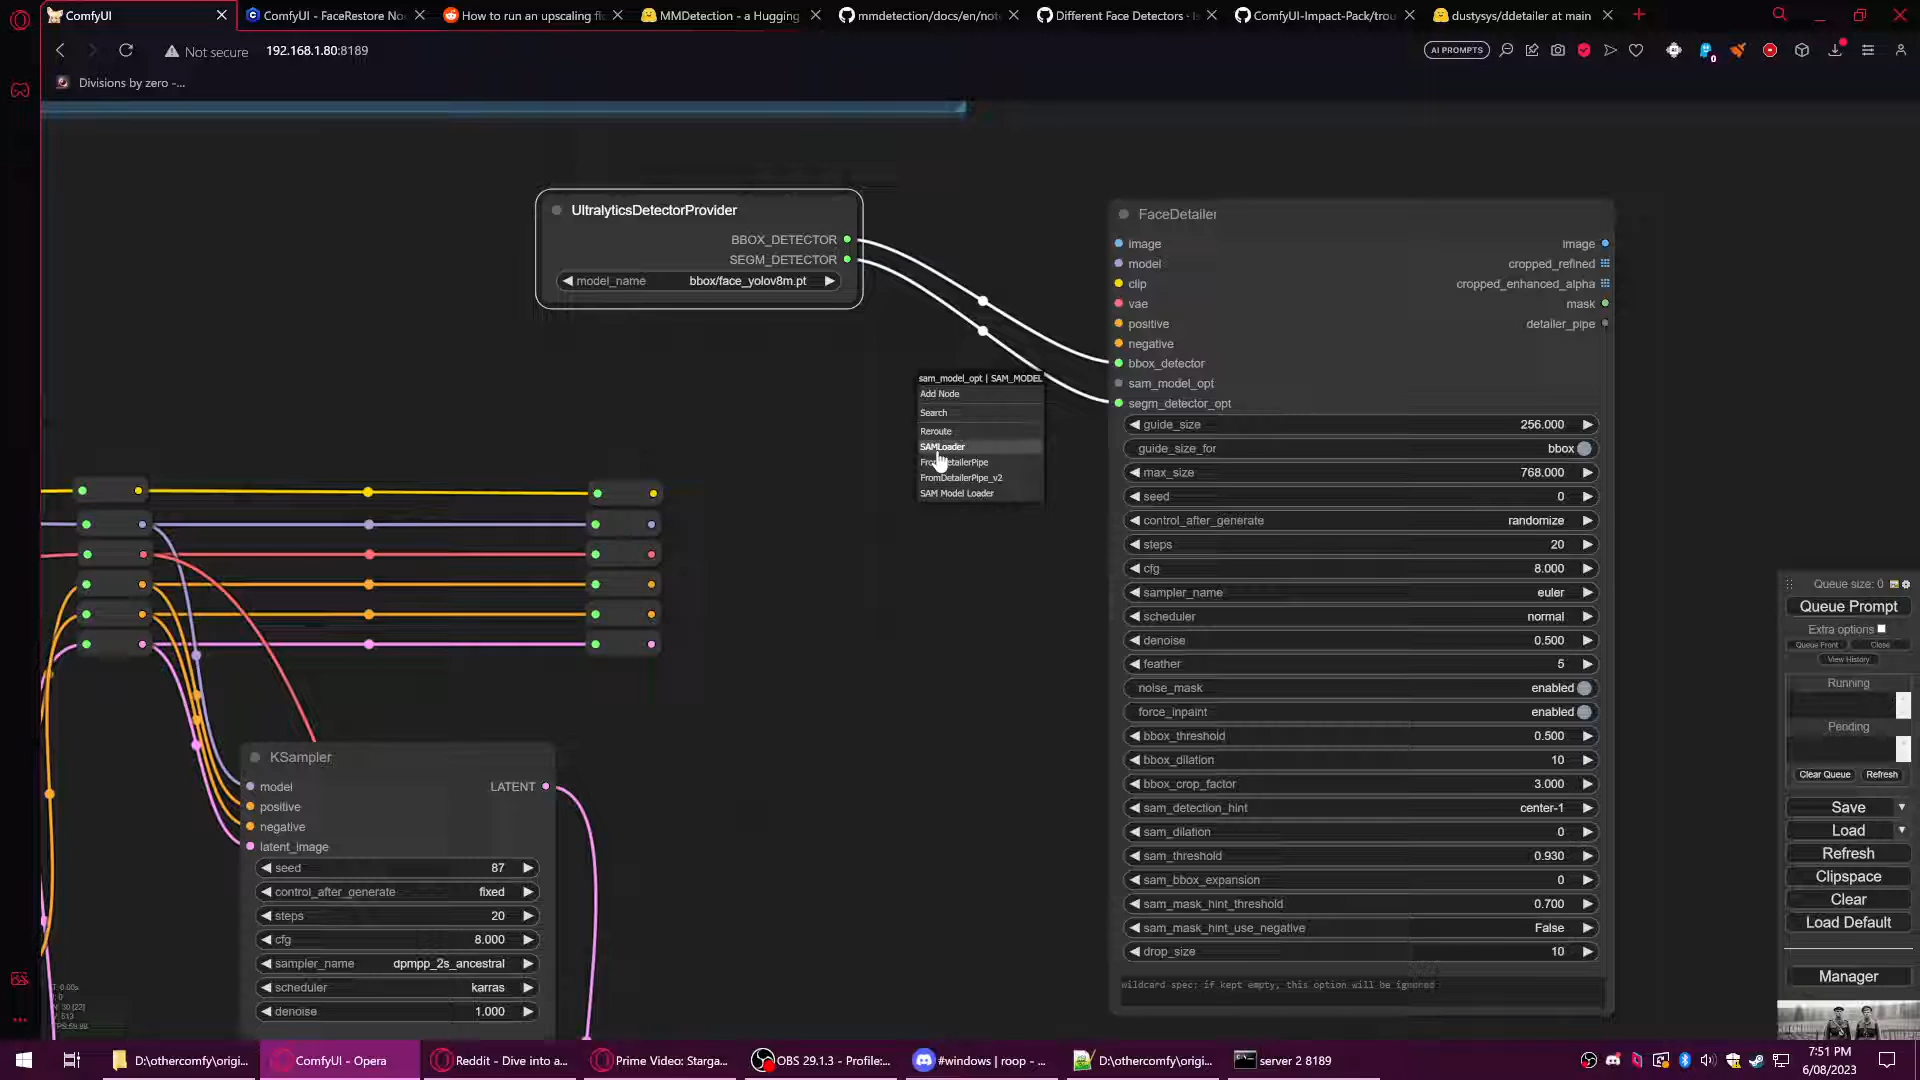 ComfyUI
ComfyUI - FaceRestore No
How to run an upscaling fl
MMDetection - a Hugging
mmdetection/docs/en/not
Different Face Detectors · Is
ComfyUI-Impact-Pack/trou
dustysys/ddetailer at main
Not secure
192.168.1.80:8189
AI PROMPTS
0
Divisions by zero -...
UltralyticsDetectorProvider
BBOX_DETECTOR
SEGM_DETECTOR
model_name bbox/face_yolov8m.pt
sam_model_opt | SAM_MODEL
Add Node
Search
Reroute
SAMLoader
FromDetailerPipe_v2
SAM Model Loader
FaceDetailer
image image
model cropped_refined
clip cropped_enhanced_alpha
vae mask
positive detailer_pipe
negative
bbox_detector
sam_model_opt
segm_detector_opt
guide_size 256.000
guide_size_for bbox
max_size 768.000
seed 0
control_after_generate randomize
steps 20
cfg 8.000
sampler_name euler
scheduler normal
denoise 0.500
feather 5
noise_mask enabled
force_inpaint enabled
bbox_threshold 0.500
bbox_dilation 10
bbox_crop_factor 3.000
sam_detection_hint center-1
sam_dilation 0
sam_threshold 0.930
sam_bbox_expansion 0
sam_mask_hint_threshold 0.700
sam_mask_hint_use_negative False
drop_size 10
wildcard spec: if kept empty, this option will be ignored
KSampler
model LATENT
positive
negative
latent_image
seed 87
control_after_generate fixed
steps 20
cfg 8.000
sampler_name dpmpp_2s_ancestral
scheduler karras
denoise 1.000
Queue size: 0
Queue Prompt
Extra options
Queue Front Close
View History
Running
Pending
Clear Queue Refresh
Save
Load
Refresh
Clipspace
Clear
Load Default
Manager
D:\othercomfy\origi...
ComfyUI - Opera
Reddit - Dive into a...
Prime Video: Starga...
OBS 29.1.3 - Profile:...
#windows | roop - ...
D:\othercomfy\origi...
server 2 8189
7:51 PM
6/08/2023